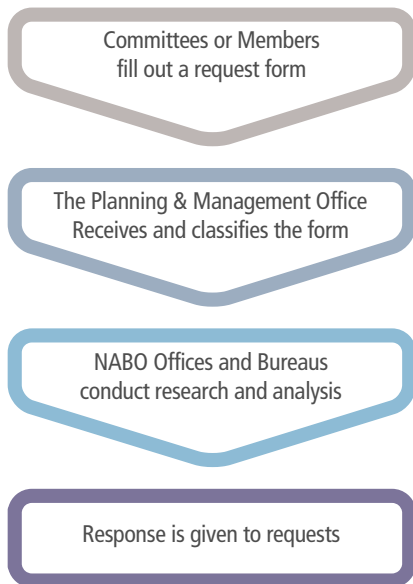 Committees or Members
fill out a request form
The Planning & Management Office
Receives and classifies the form
NABO Offices and Bureaus
conduct research and analysis
Response is given to requests